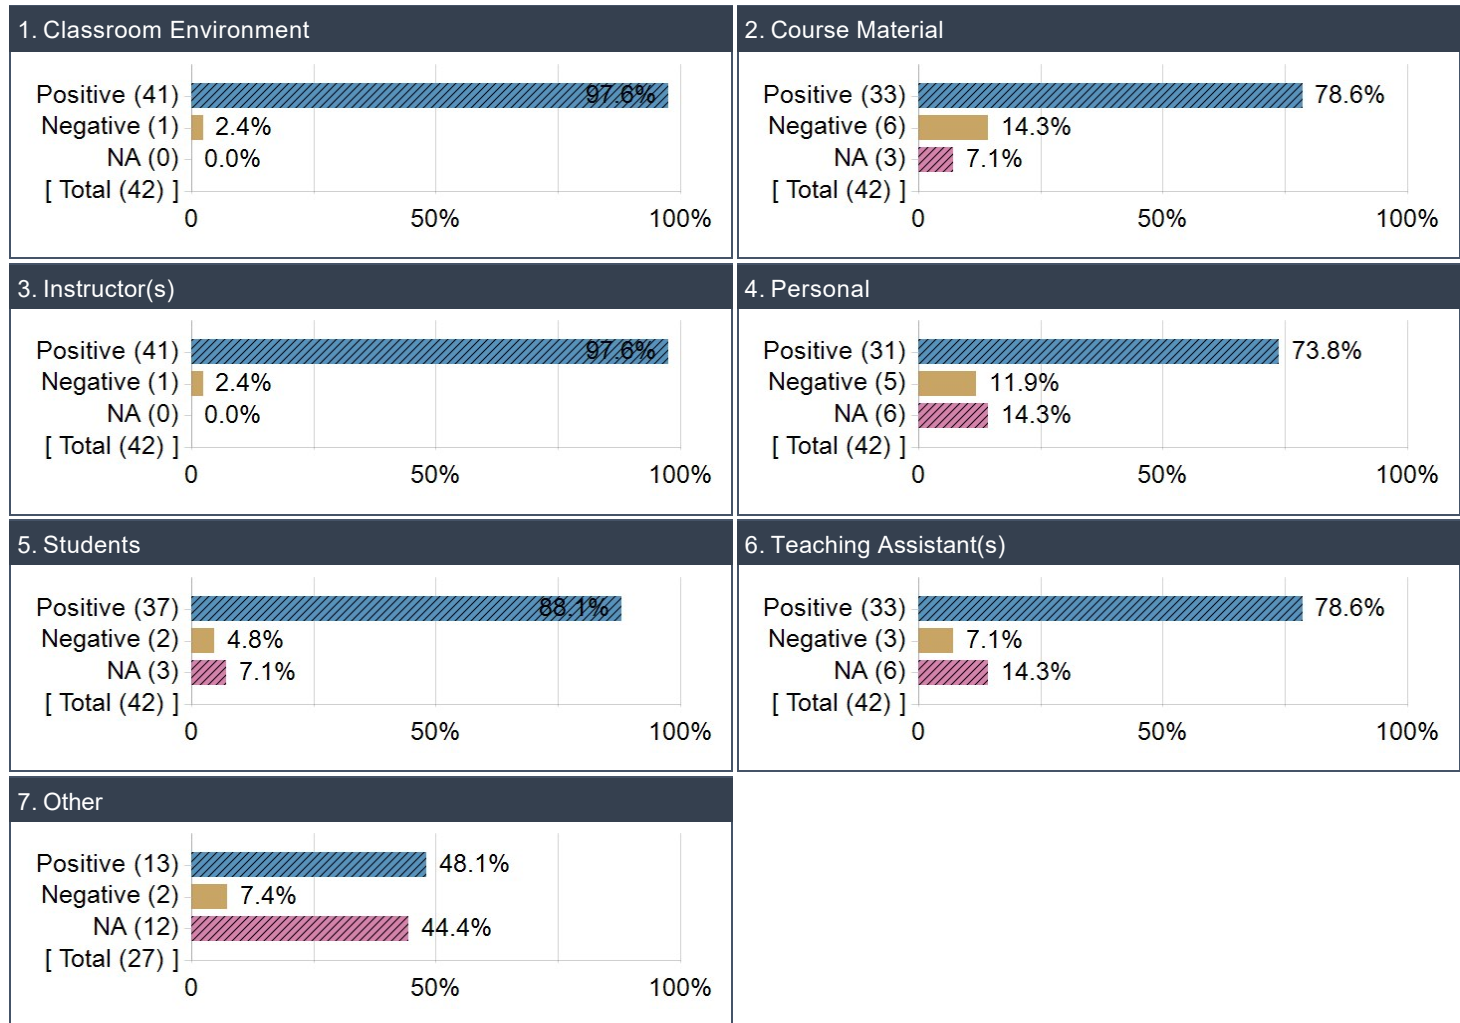 1. Classroom Environment
Positive (41) 97.6%
Negative (1) 2.4%
NA (0) 0.0%
[ Total (42) ]
0 50% 100%
2. Course Material
Positive (33) 78.6%
Negative (6) 14.3%
NA (3) 7.1%
[ Total (42) ]
0 50% 100%
3. Instructor(s)
Positive (41) 97.6%
Negative (1) 2.4%
NA (0) 0.0%
[ Total (42) ]
0 50% 100%
4. Personal
Positive (31) 73.8%
Negative (5) 11.9%
NA (6) 14.3%
[ Total (42) ]
0 50% 100%
5. Students
Positive (37) 88.1%
Negative (2) 4.8%
NA (3) 7.1%
[ Total (42) ]
0 50% 100%
6. Teaching Assistant(s)
Positive (33) 78.6%
Negative (3) 7.1%
NA (6) 14.3%
[ Total (42) ]
0 50% 100%
7. Other
Positive (13) 48.1%
Negative (2) 7.4%
NA (12) 44.4%
[ Total (27) ]
0 50% 100%